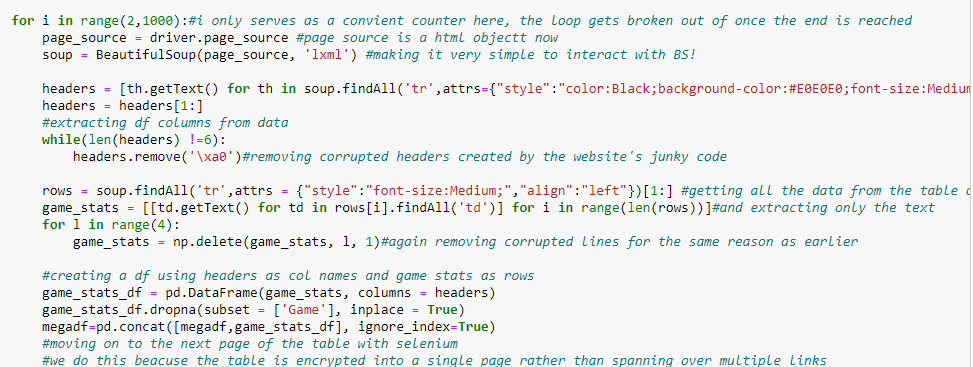 for i in range(2,1000):#i only serves as a convient counter here, the loop gets broken out of once the end is reached
page_source = driver.page_source #page source is a html objectt now
soup = BeautifulSoup(page_source, 'lxml') #making it very simple to interact with BS!
headers = [th.getText() for th in soup.findAll('tr',attrs={"style":"color:Black;background-color:#E0E0E0;font-size:Medium
headers = headers[1:]
#extracting df columns from data
while(len(headers) !=6):
headers.remove('\xa0')#removing corrupted headers created by the website's junky code
rows = soup.findAll('tr',attrs = {"style":"font-size:Medium;","align":"left"})[1:] #getting all the data from the table
game_stats = [[td.getText() for td in rows[i].findAll('td')] for i in range(len(rows))]#and extracting only the text
for l in range(4):
game_stats = np.delete(game_stats, l, 1)#again removing corrupted lines for the same reason as earlier
#creating a df using headers as col names and game stats as rows
game_stats_df = pd.DataFrame(game_stats, columns = headers)
game_stats_df.dropna(subset = ['Game'], inplace = True)
megadf=pd.concat([megadf,game_stats_df], ignore_index=True)
#moving on to the next page of the table with selenium
#we do this beacuse the table is encrypted into a single page rather than spanning over multiple links